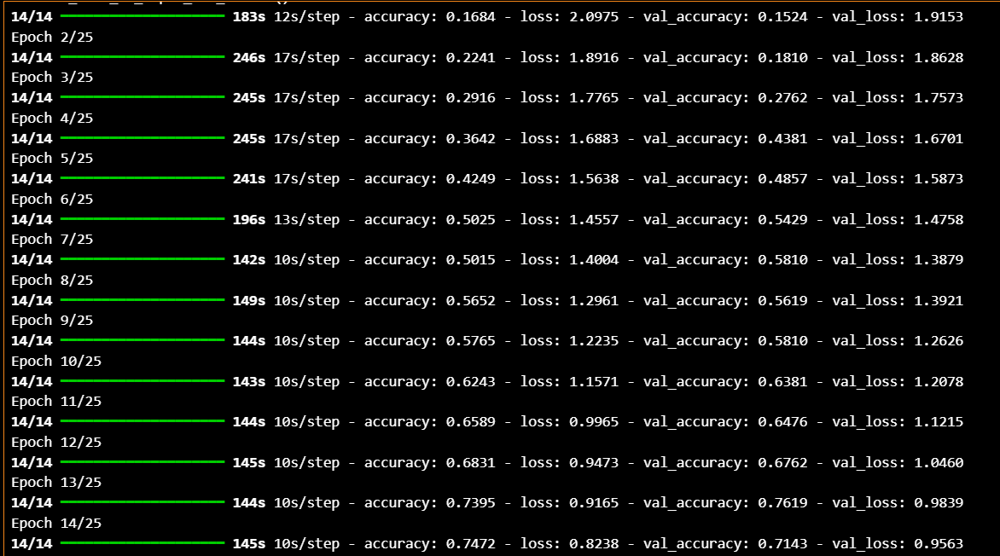 14/14 ━━━━━━━━━━━━━━━━━━━━ 183s 12s/step - accuracy: 0.1684 - loss: 2.0975 - val_accuracy: 0.1524 - val_loss: 1.9153
Epoch 2/25
14/14 ━━━━━━━━━━━━━━━━━━━━ 246s 17s/step - accuracy: 0.2241 - loss: 1.8916 - val_accuracy: 0.1810 - val_loss: 1.8628
Epoch 3/25
14/14 ━━━━━━━━━━━━━━━━━━━━ 245s 17s/step - accuracy: 0.2916 - loss: 1.7765 - val_accuracy: 0.2762 - val_loss: 1.7573
Epoch 4/25
14/14 ━━━━━━━━━━━━━━━━━━━━ 245s 17s/step - accuracy: 0.3642 - loss: 1.6883 - val_accuracy: 0.4381 - val_loss: 1.6701
Epoch 5/25
14/14 ━━━━━━━━━━━━━━━━━━━━ 241s 17s/step - accuracy: 0.4249 - loss: 1.5638 - val_accuracy: 0.4857 - val_loss: 1.5873
Epoch 6/25
14/14 ━━━━━━━━━━━━━━━━━━━━ 196s 13s/step - accuracy: 0.5025 - loss: 1.4557 - val_accuracy: 0.5429 - val_loss: 1.4758
Epoch 7/25
14/14 ━━━━━━━━━━━━━━━━━━━━ 142s 10s/step - accuracy: 0.5015 - loss: 1.4004 - val_accuracy: 0.5810 - val_loss: 1.3879
Epoch 8/25
14/14 ━━━━━━━━━━━━━━━━━━━━ 149s 10s/step - accuracy: 0.5652 - loss: 1.2961 - val_accuracy: 0.5619 - val_loss: 1.3921
Epoch 9/25
14/14 ━━━━━━━━━━━━━━━━━━━━ 144s 10s/step - accuracy: 0.5765 - loss: 1.2235 - val_accuracy: 0.5810 - val_loss: 1.2626
Epoch 10/25
14/14 ━━━━━━━━━━━━━━━━━━━━ 143s 10s/step - accuracy: 0.6243 - loss: 1.1571 - val_accuracy: 0.6381 - val_loss: 1.2078
Epoch 11/25
14/14 ━━━━━━━━━━━━━━━━━━━━ 144s 10s/step - accuracy: 0.6589 - loss: 0.9965 - val_accuracy: 0.6476 - val_loss: 1.1215
Epoch 12/25
14/14 ━━━━━━━━━━━━━━━━━━━━ 145s 10s/step - accuracy: 0.6831 - loss: 0.9473 - val_accuracy: 0.6762 - val_loss: 1.0460
Epoch 13/25
14/14 ━━━━━━━━━━━━━━━━━━━━ 144s 10s/step - accuracy: 0.7395 - loss: 0.9165 - val_accuracy: 0.7619 - val_loss: 0.9839
Epoch 14/25
14/14 ━━━━━━━━━━━━━━━━━━━━ 145s 10s/step - accuracy: 0.7472 - loss: 0.8238 - val_accuracy: 0.7143 - val_loss: 0.9563